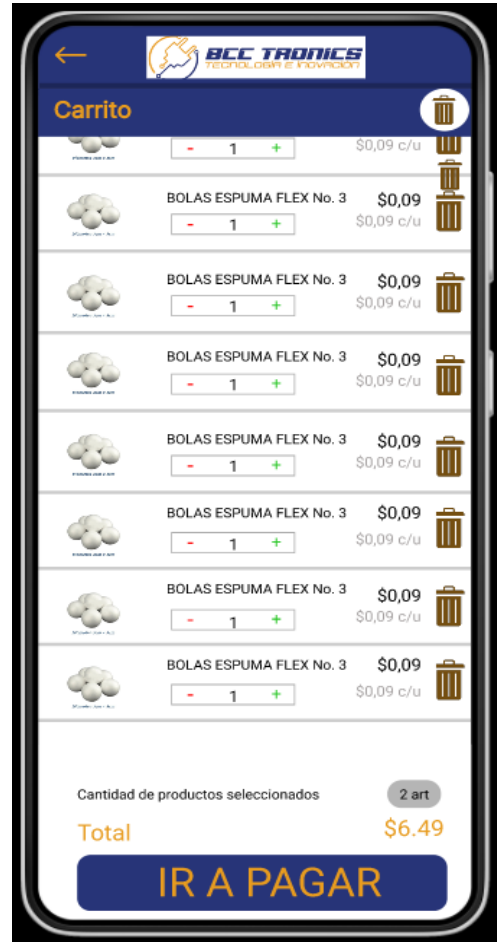 BCC TRONICS
TECNOLOGIA E INOVACION
Carrito
- 1 + $0,09 c/u
BOLAS ESPUMA FLEX No. 3 $0,09
- 1 + $0,09 c/u
BOLAS ESPUMA FLEX No. 3 $0,09
- 1 + $0,09 c/u
BOLAS ESPUMA FLEX No. 3 $0,09
- 1 + $0,09 c/u
BOLAS ESPUMA FLEX No. 3 $0,09
- 1 + $0,09 c/u
BOLAS ESPUMA FLEX No. 3 $0,09
- 1 + $0,09 c/u
BOLAS ESPUMA FLEX No. 3 $0,09
- 1 + $0,09 c/u
BOLAS ESPUMA FLEX No. 3 $0,09
- 1 + $0,09 c/u
Cantidad de productos seleccionados 2 art
Total $6.49
IR A PAGAR